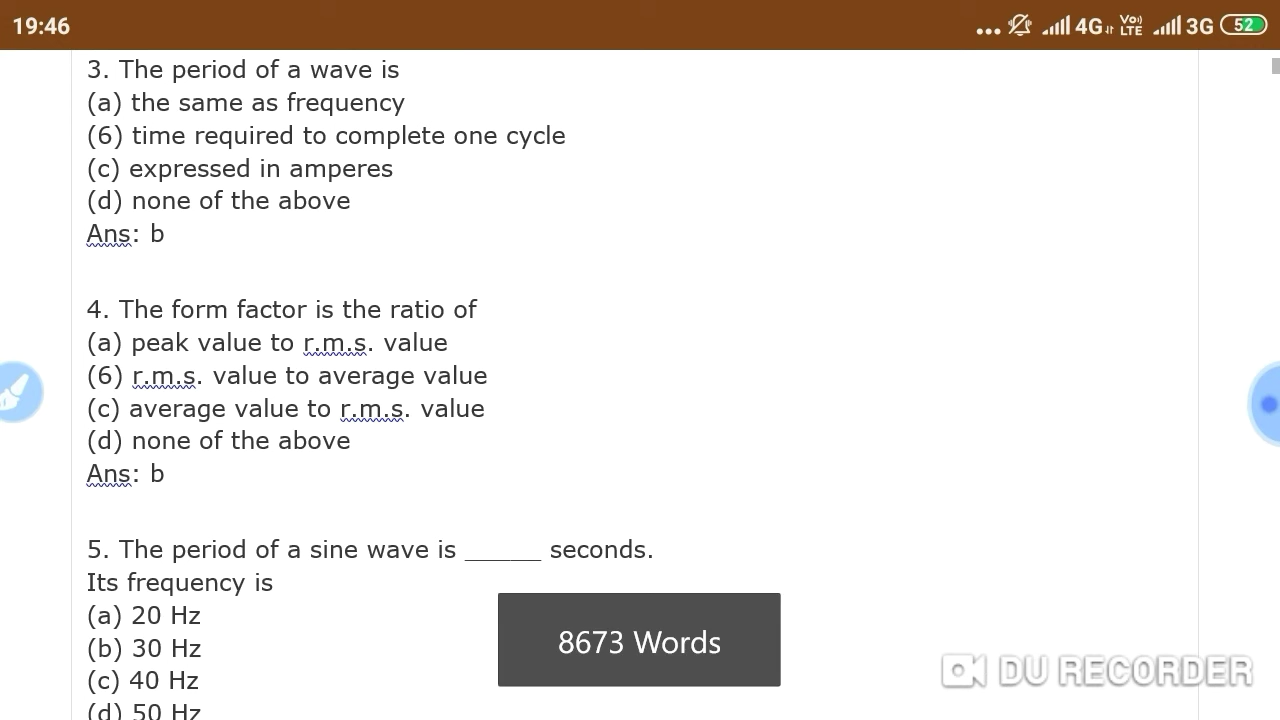 19:46
... 4G Vo) LTE 3G 52
3. The period of a wave is
(a) the same as frequency
(6) time required to complete one cycle
(c) expressed in amperes
(d) none of the above
Ans: b
4. The form factor is the ratio of
(a) peak value to r.m.s. value
(6) r.m.s. value to average value
(c) average value to r.m.s. value
(d) none of the above
Ans: b
5. The period of a sine wave is ______ seconds.
Its frequency is
(a) 20 Hz
(b) 30 Hz
(c) 40 Hz
(d) 50 Hz
8673 Words
DU RECORDER